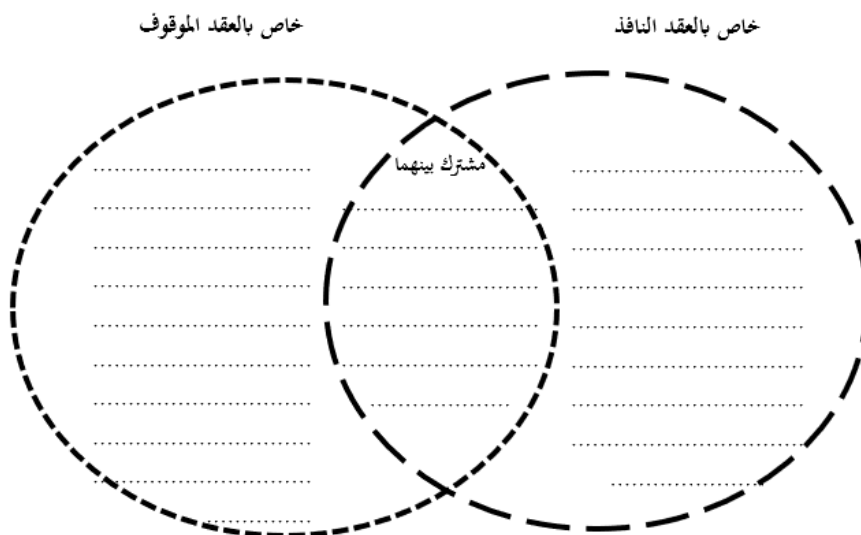 خاص بالعقد النافذ
خاص بالعقد الموقوف
مشترك بينهما